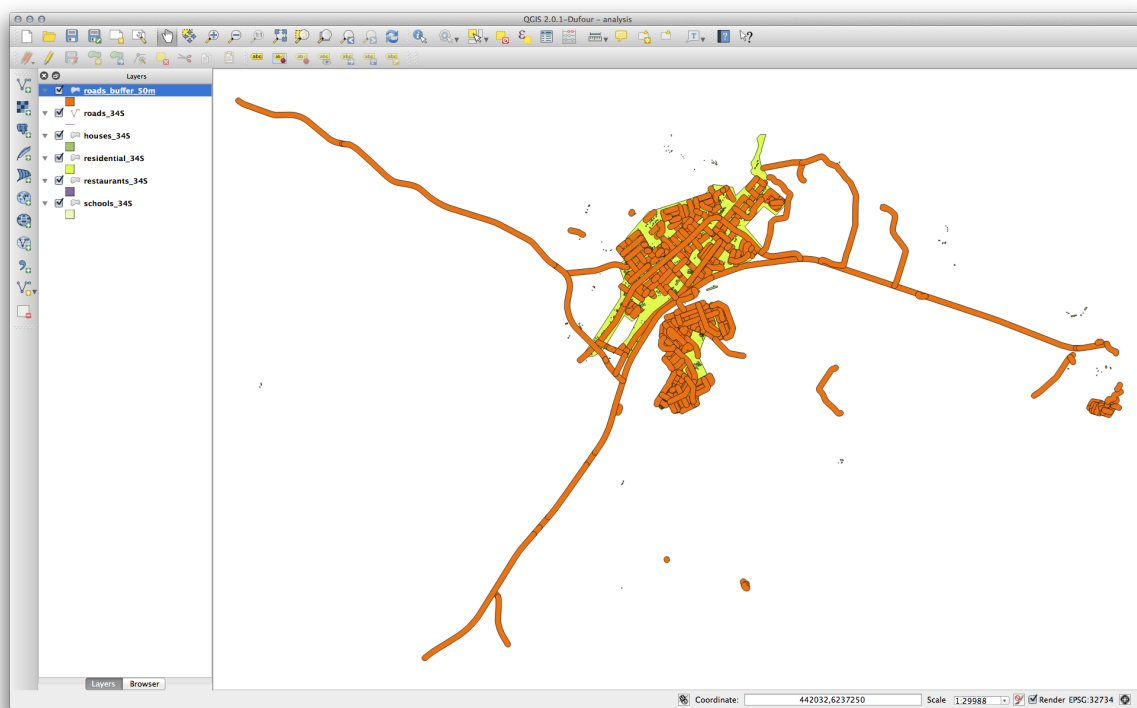 QGIS 2.0.1-Dufour - analysis
Layers
roads_buffer_50m
roads_34S
houses_34S
residential_34S
restaurants_34S
schools_34S
Layers Browser
Coordinate: 442032,6237250 Scale 1:29988 Render EPSG:32734